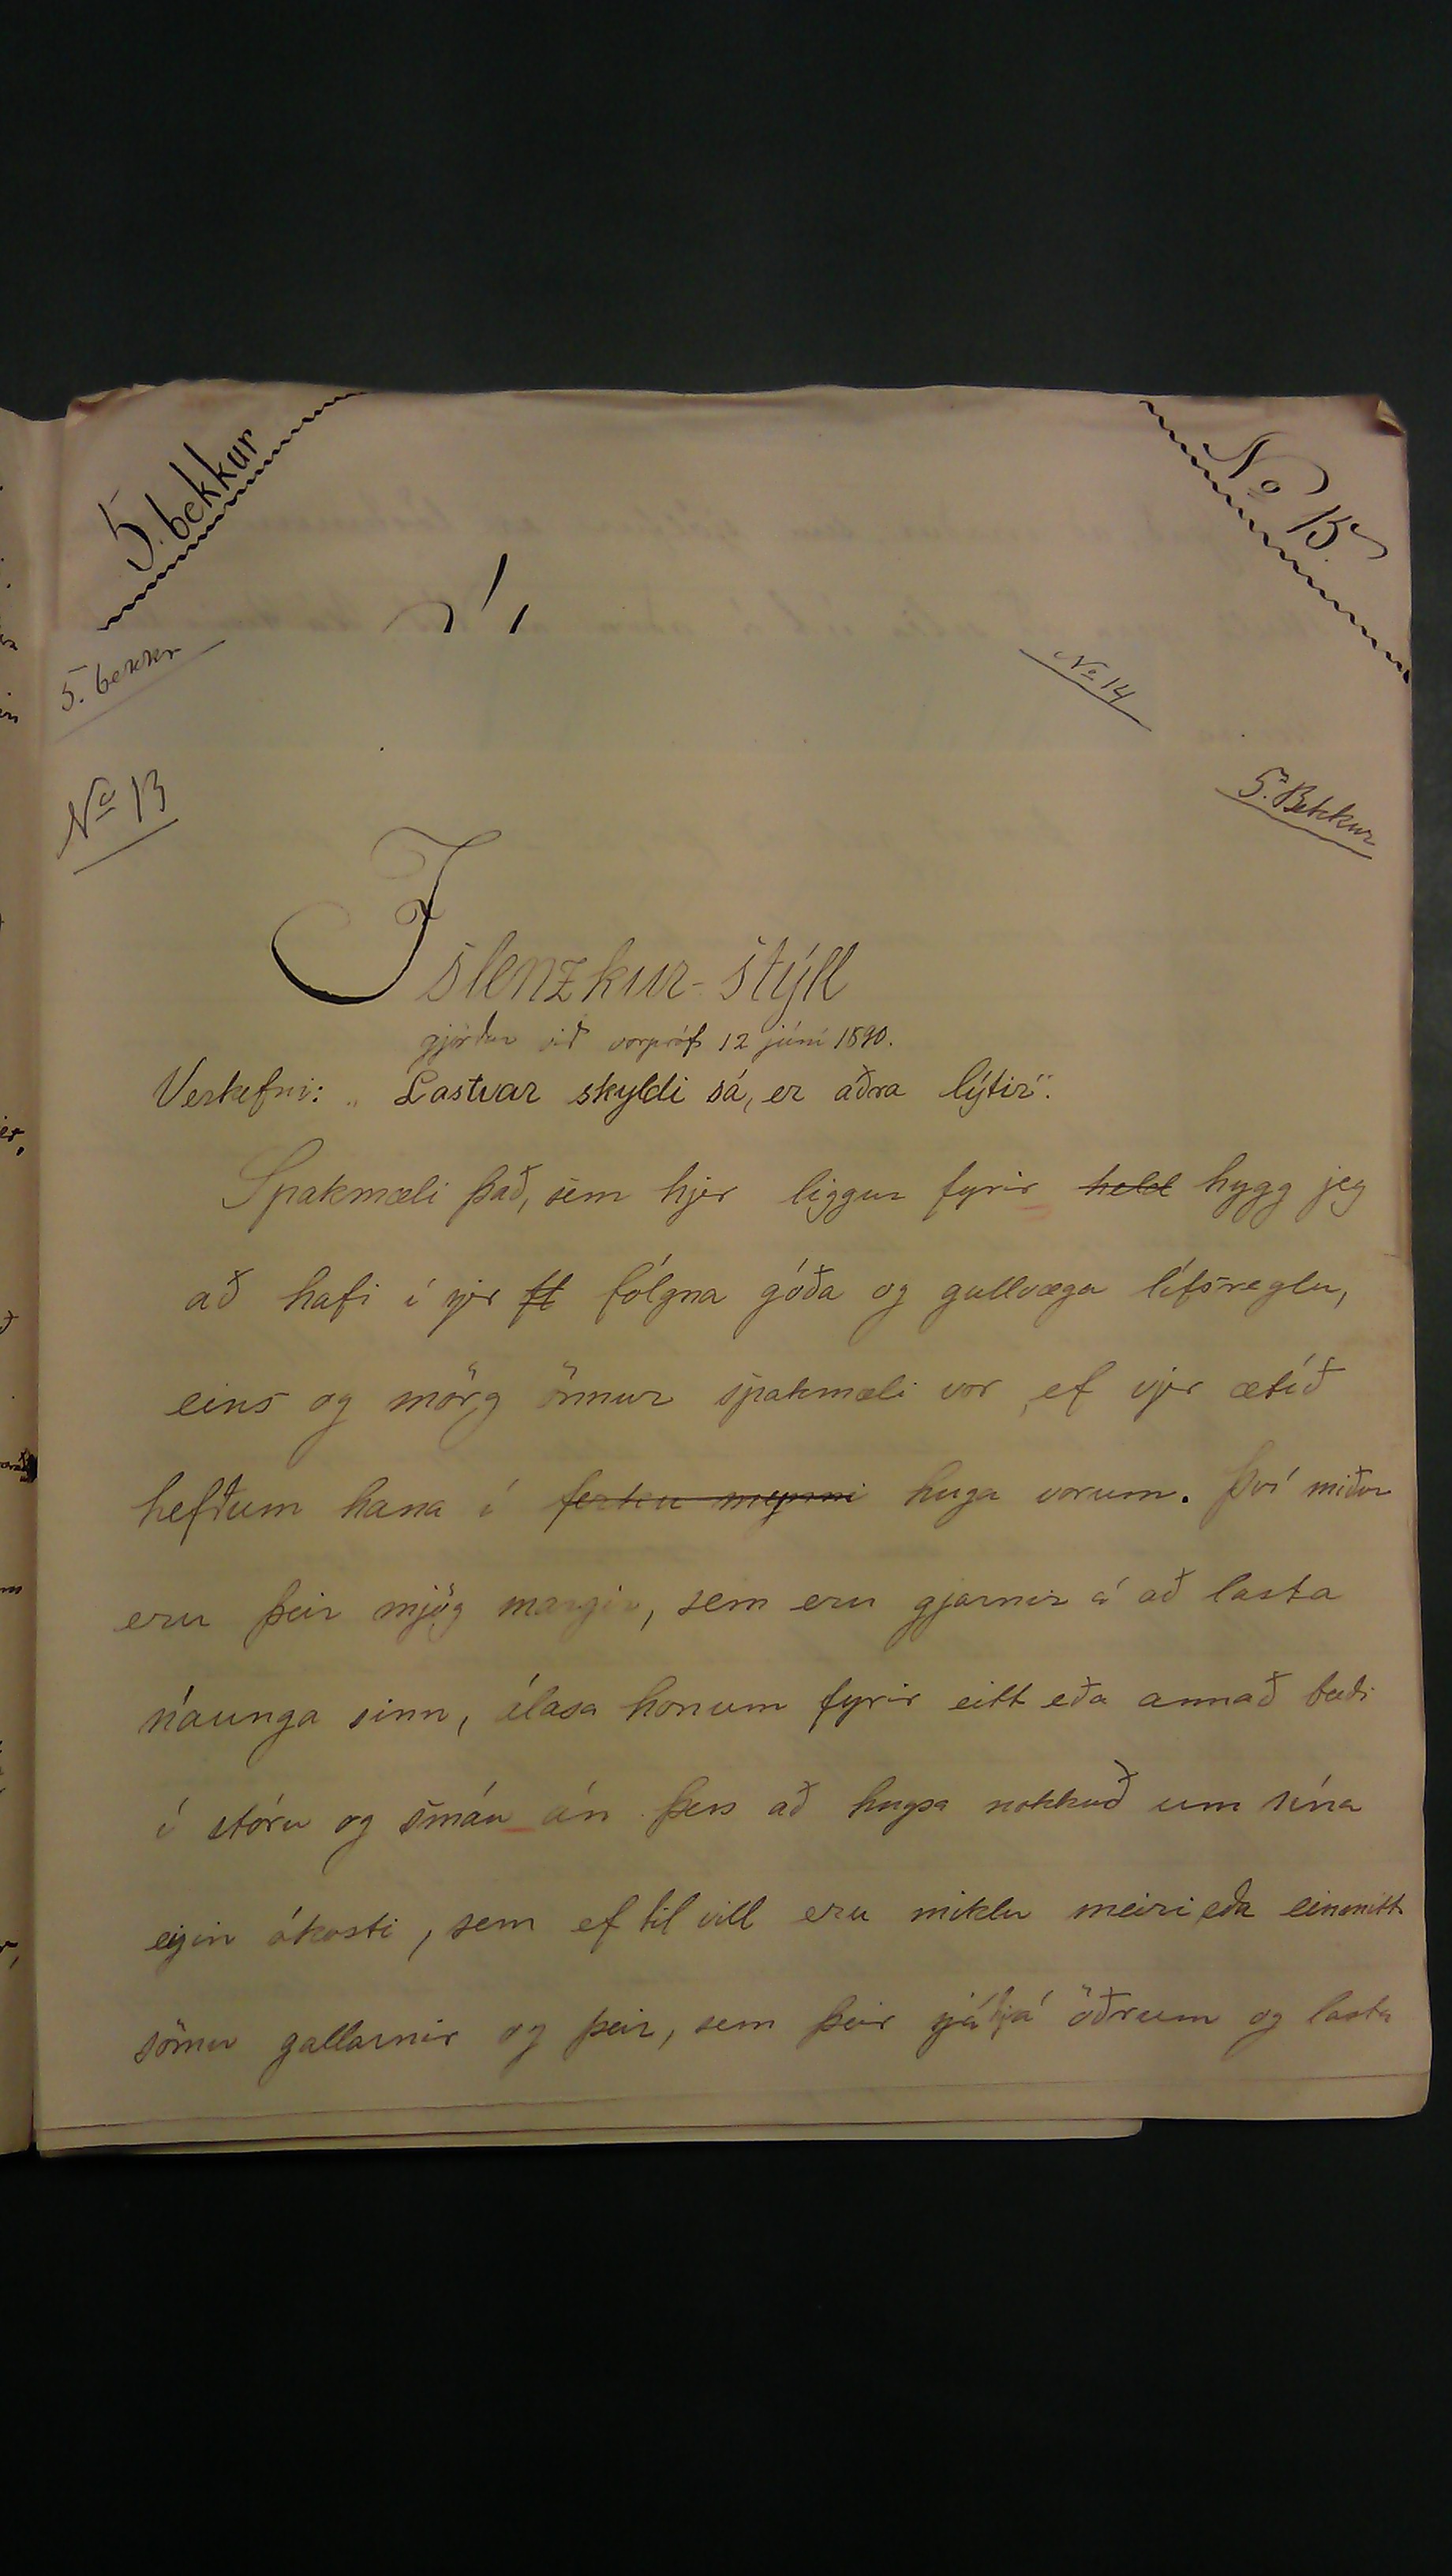 5. bekkur
No 13
5. bekkr
No 14
No 13
5. Bekkur
Íslenzkur-stýll
gjörður við vorpróf 12 júní 1890.
Verkefni: „Lastvar skyldi sá, er aðra lýtir“.
Spakmæli það, sem hjer liggur fyrir held hygg jeg
að hafi í sjer fólgna góða og gullvæga lífsreglu,
eins og mörg önnur spakmæli vor, ef vjer ætíð
hefðum hana í huga vorum. Því miður
eru þeir mjög margir, sem eru gjarnir á að lasta
náunga sinn, álasa honum fyrir eitt eða annað bæði
í stóru og smáu án þess að hugsa nokkuð um sína
eigin ókosti, sem ef til vill eru miklu meiri eða einmitt
sömu gallarnir og þeir, sem þeir sjá hjá öðrum og lasta